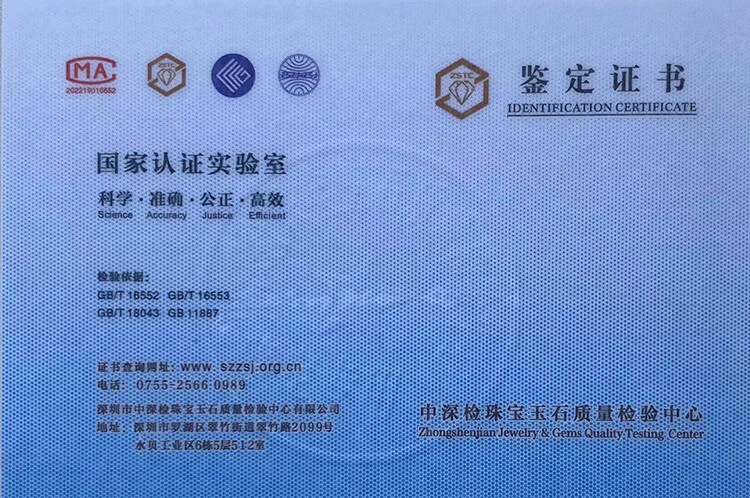 MA
202219016652
ZSTC
国家认证实验室
科学·准确·公正·高效
Science Accuracy Justice Efficient
检验依据:
GB/T 16552 GB/T 16553
GB/T 18043 GB 11887
证书查询网址: www.szzsj.org.cn
电话: 0755-2566 0989
深圳市中深检珠宝玉石质量检验中心有限公司
地址: 深圳市罗湖区翠竹街道翠竹路2099号
水贝工业区6栋5层512室
ZSTC
鉴定证书
IDENTIFICATION CERTIFICATE
中深检珠宝玉石质量检验中心
Zhongshenjian Jewelry & Gems Quality Testing Center